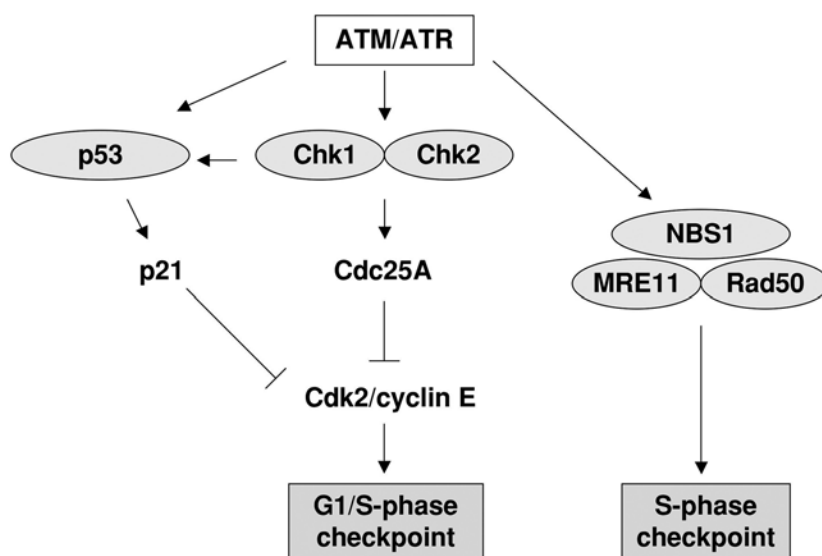 ATM/ATR
p53
Chk1
Chk2
NBS1
p21
Cdc25A
MRE11
Rad50
Cdk2/cyclin E
G1/S-phase
checkpoint
S-phase
checkpoint